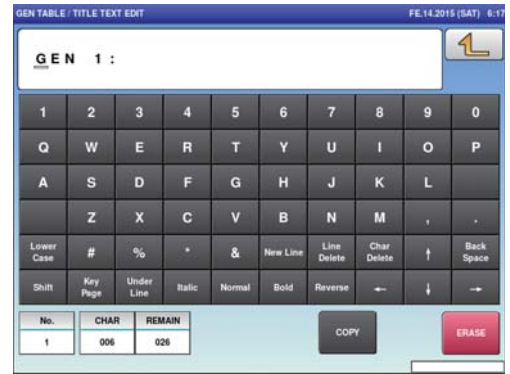 GEN TABLE / TITLE TEXT EDIT FE.14.2015 (SAT) 6:17
GEN 1:
1 2 3 4 5 6 7 8 9 0
Q W E R T Y U I O P
A S D F G H J K L
Z X C V B N M , .
Lower Case # % * & New Line Line Delete Char Delete ↑ Back Space
Shift Key Page Under Line Italic Normal Bold Reverse ← ↓ →
No. CHAR REMAIN COPY ERASE
1 006 026